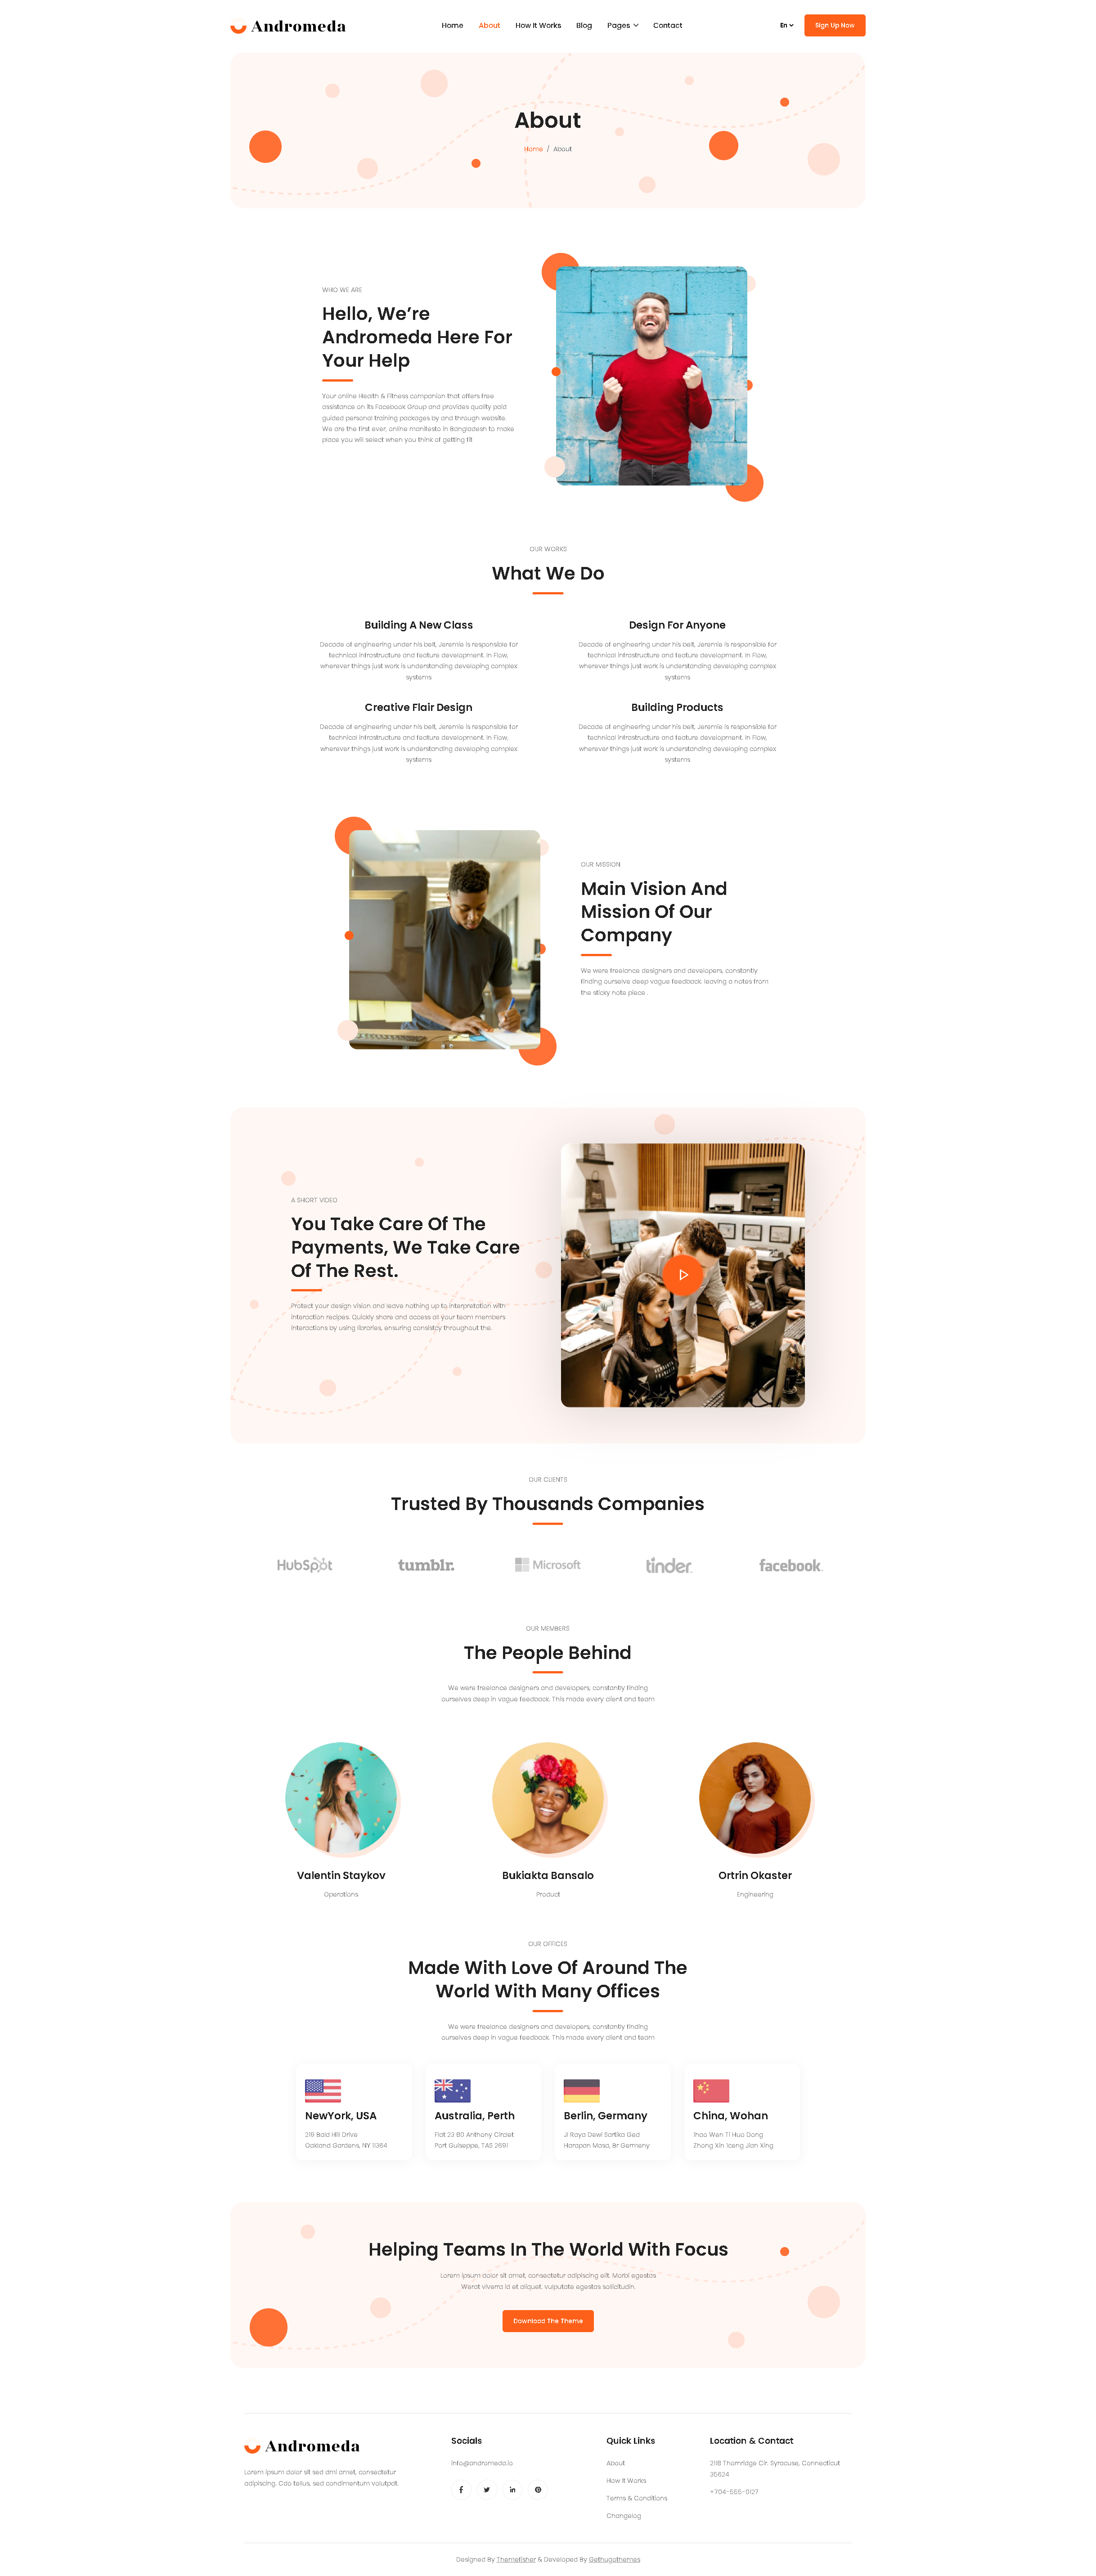 Andromeda
Home About How It Works Blog Pages Contact
En Sign Up Now
About
Home / About
WHO WE ARE
Hello, We're
Andromeda Here For
Your Help
Your online Health & Fitness companion that offers free
assistance on its Facebook Group and provides quality paid
guided personal training packages by and through website.
We are the first ever, online manifesto in Bangladesh to make
place you will select when you think of getting fit
OUR WORKS
What We Do
Building A New Class
Decade of engineering under his belt, Jeremie is responsible for
technical infrastructure and feature development. In Flow,
wherever things just work is understanding developing complex
systems
Design For Anyone
Decade of engineering under his belt, Jeremie is responsible for
technical infrastructure and feature development. In Flow,
wherever things just work is understanding developing complex
systems
Creative Flair Design
Decade of engineering under his belt, Jeremie is responsible for
technical infrastructure and feature development. In Flow,
wherever things just work is understanding developing complex
systems
Building Products
Decade of engineering under his belt, Jeremie is responsible for
technical infrastructure and feature development. In Flow,
wherever things just work is understanding developing complex
systems
OUR MISSION
Main Vision And
Mission Of Our
Company
We were freelance designers and developers, constantly
finding ourselve deep vague feedback. leaving a notes from
the sticky note piece .
A SHORT VIDEO
You Take Care Of The
Payments, We Take Care
Of The Rest.
Protect your design vision and leave nothing up to interpretation with
interaction recipes. Quickly share and access all your team members
interactions by using libraries, ensuring consistcy throughout the.
OUR CLIENTS
Trusted By Thousands Companies
HubSpot
tumblr.
Microsoft
tinder
facebook
OUR MEMBERS
The People Behind
We were freelance designers and developers, constantly finding
ourselves deep in vague feedback. This made every client and team
Valentin Staykov
Operations
Bukiakta Bansalo
Product
Ortrin Okaster
Engineering
OUR OFFICES
Made With Love Of Around The
World With Many Offices
We were freelance designers and developers, constantly finding
ourselves deep in vague feedback. This made every client and team
NewYork, USA
219 Bald Hill Drive
Oakland Gardens, NY 11364
Australia, Perth
Flat 23 80 Anthony Circlet
Port Guiseppe, TAS 2691
Berlin, Germany
Jl Raya Dewi Sartika Ged
Harapan Masa, Br Germeny
China, Wohan
1hao Wen Ti Huo Dong
Zhong Xin 1ceng Jian Xing
Helping Teams In The World With Focus
Lorem ipsum dolor sit amet, consectetur adipiscing elit. Morbi egestas
Werat viverra id et aliquet. vulputate egestas sollicitudin.
Download The Theme
Andromeda
Lorem ipsum dolor sit sed dmi amet, consectetur
adipiscing. Cdo tellus, sed condimentum volutpat.
Socials
info@andromeda.io
Quick Links
About
How It Works
Terms & Conditions
Changelog
Location & Contact
2118 Thornridge Cir. Syracuse, Connecticut
35624
+704-555-0127
Designed By Themefisher & Developed By Gethugothemes